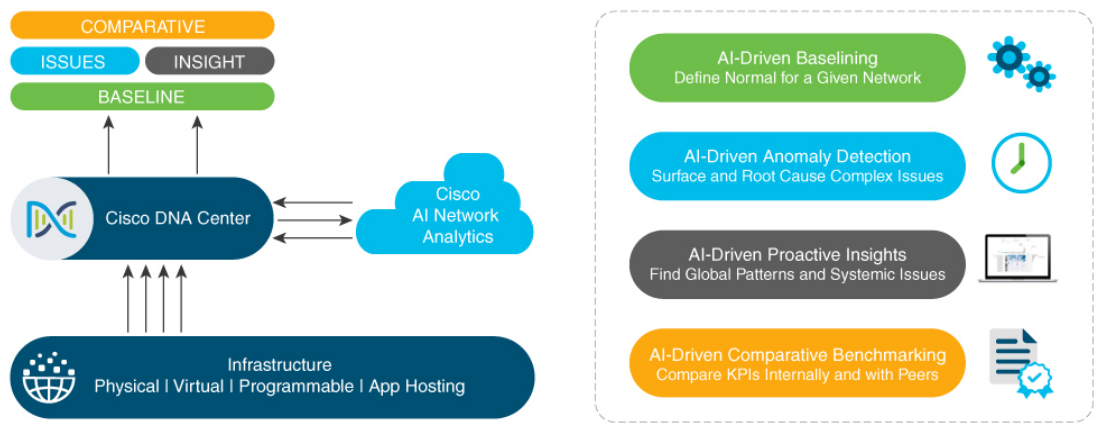 COMPARATIVE
ISSUES
INSIGHT
BASELINE
Cisco DNA Center
Cisco
AI Network
Analytics
Infrastructure
Physical | Virtual | Programmable | App Hosting
AI-Driven Baselining
Define Normal for a Given Network
AI-Driven Anomaly Detection
Surface and Root Cause Complex Issues
AI-Driven Proactive Insights
Find Global Patterns and Systemic Issues
AI-Driven Comparative Benchmarking
Compare KPIs Internally and with Peers